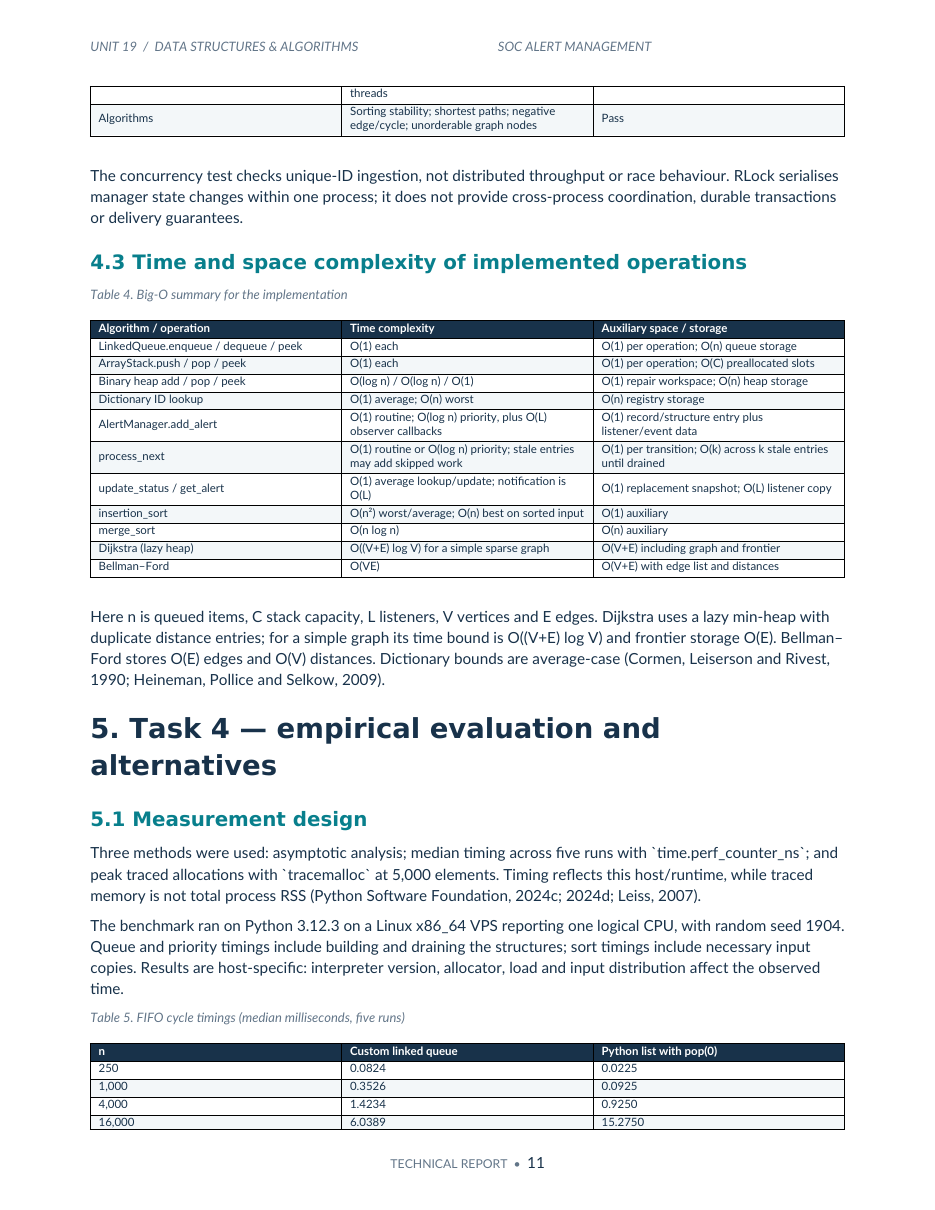 UNIT 19 / DATA STRUCTURES & ALGORITHMS SOC ALERT MANAGEMENT
threads
Algorithms Sorting stability; shortest paths; negative edge/cycle; unorderable graph nodes Pass
The concurrency test checks unique-ID ingestion, not distributed throughput or race behaviour. RLock serialises
manager state changes within one process; it does not provide cross-process coordination, durable transactions
or delivery guarantees.
4.3 Time and space complexity of implemented operations
Table 4. Big-O summary for the implementation
Algorithm / operation Time complexity Auxiliary space / storage
LinkedQueue.enqueue / dequeue / peek O(1) each O(1) per operation; O(n) queue storage
ArrayStack.push / pop / peek O(1) each O(1) per operation; O(C) preallocated slots
Binary heap add / pop / peek O(log n) / O(log n) / O(1) O(1) repair workspace; O(n) heap storage
Dictionary ID lookup O(1) average; O(n) worst O(n) registry storage
AlertManager.add_alert O(1) routine; O(log n) priority, plus O(L) observer callbacks O(1) record/structure entry plus listener/event data
process_next O(1) routine or O(log n) priority; stale entries may add skipped work O(1) per transition; O(k) across k stale entries until drained
update_status / get_alert O(1) average lookup/update; notification is O(L) O(1) replacement snapshot; O(L) listener copy
insertion_sort O(n²) worst/average; O(n) best on sorted input O(1) auxiliary
merge_sort O(n log n) O(n) auxiliary
Dijkstra (lazy heap) O((V+E) log V) for a simple sparse graph O(V+E) including graph and frontier
Bellman–Ford O(VE) O(V+E) with edge list and distances
Here n is queued items, C stack capacity, L listeners, V vertices and E edges. Dijkstra uses a lazy min-heap with
duplicate distance entries; for a simple graph its time bound is O((V+E) log V) and frontier storage O(E). Bellman–
Ford stores O(E) edges and O(V) distances. Dictionary bounds are average-case (Cormen, Leiserson and Rivest,
1990; Heineman, Pollice and Selkow, 2009).
5. Task 4 — empirical evaluation and
alternatives
5.1 Measurement design
Three methods were used: asymptotic analysis; median timing across five runs with `time.perf_counter_ns`; and
peak traced allocations with `tracemalloc` at 5,000 elements. Timing reflects this host/runtime, while traced
memory is not total process RSS (Python Software Foundation, 2024c; 2024d; Leiss, 2007).
The benchmark ran on Python 3.12.3 on a Linux x86_64 VPS reporting one logical CPU, with random seed 1904.
Queue and priority timings include building and draining the structures; sort timings include necessary input
copies. Results are host-specific: interpreter version, allocator, load and input distribution affect the observed
time.
Table 5. FIFO cycle timings (median milliseconds, five runs)
n Custom linked queue Python list with pop(0)
250 0.0824 0.0225
1,000 0.3526 0.0925
4,000 1.4234 0.9250
16,000 6.0389 15.2750
TECHNICAL REPORT • 11